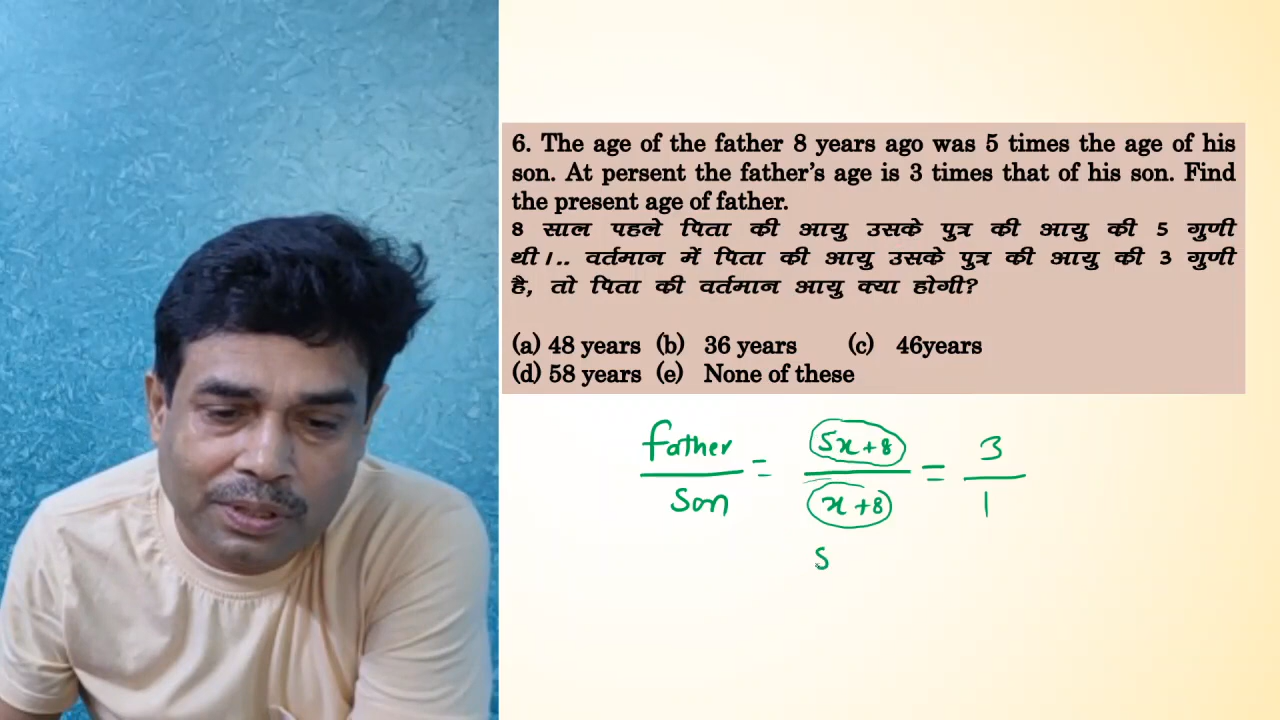 6. The age of the father 8 years ago was 5 times the age of his
son. At persent the father's age is 3 times that of his son. Find
the present age of father.
8 साल पहले पिता की आयु उसके पुत्र की आयु की 5 गुणी
थी।.. वर्तमान में पिता की आयु उसके पुत्र की आयु की 3 गुणी
है, तो पिता की वर्तमान आयु क्या होगी?
(a) 48 years (b) 36 years (c) 46years
(d) 58 years (e) None of these
father = 5x+8 = 3
son x+8 1
5